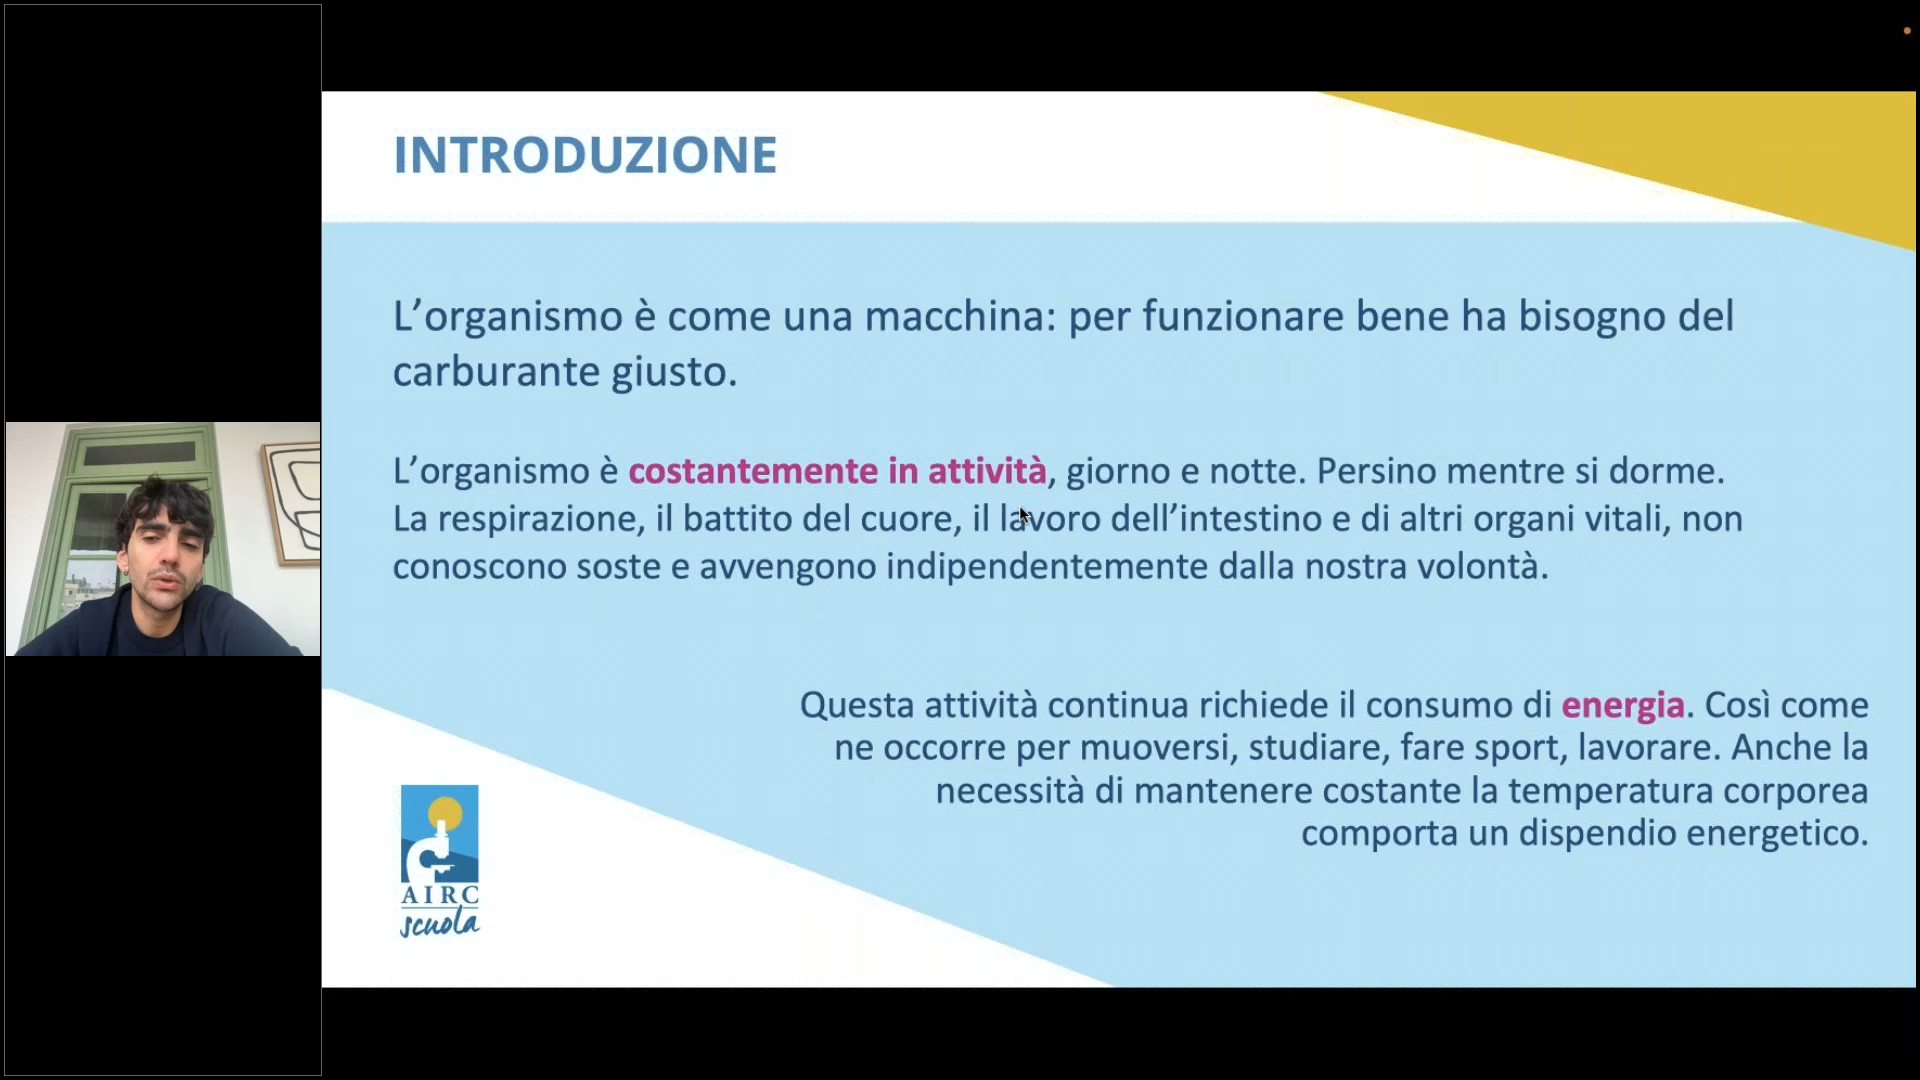 INTRODUZIONE
L’organismo è come una macchina: per funzionare bene ha bisogno del
carburante giusto.
L’organismo è costantemente in attività, giorno e notte. Persino mentre si dorme.
La respirazione, il battito del cuore, il lavoro dell’intestino e di altri organi vitali, non
conoscono soste e avvengono indipendentemente dalla nostra volontà.
Questa attività continua richiede il consumo di energia. Così come
ne occorre per muoversi, studiare, fare sport, lavorare. Anche la
necessità di mantenere costante la temperatura corporea
comporta un dispendio energetico.
AIRC
scuola